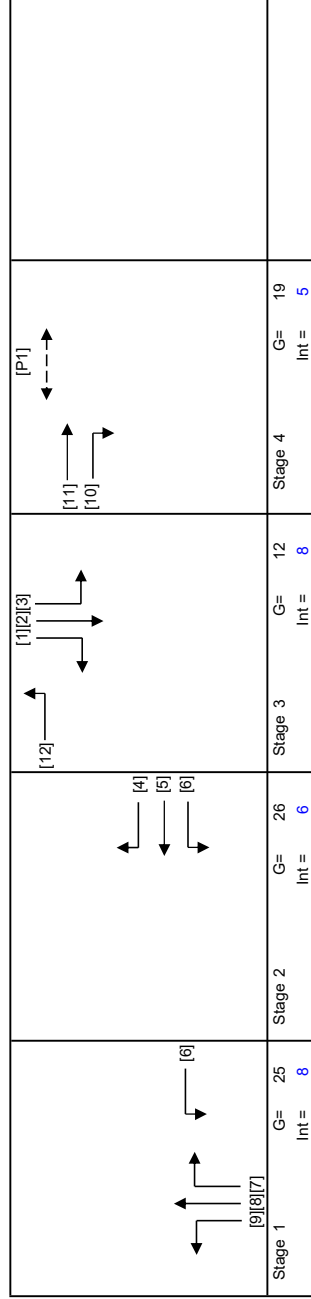 [9][8][7]
[6]
Stage 1 G= 25
Int = 8
[4]
[5]
[6]
Stage 2 G= 26
Int = 6
[12]
[1][2][3]
Stage 3 G= 12
Int = 8
[P1]
[11]
[10]
Stage 4 G= 19
Int = 5